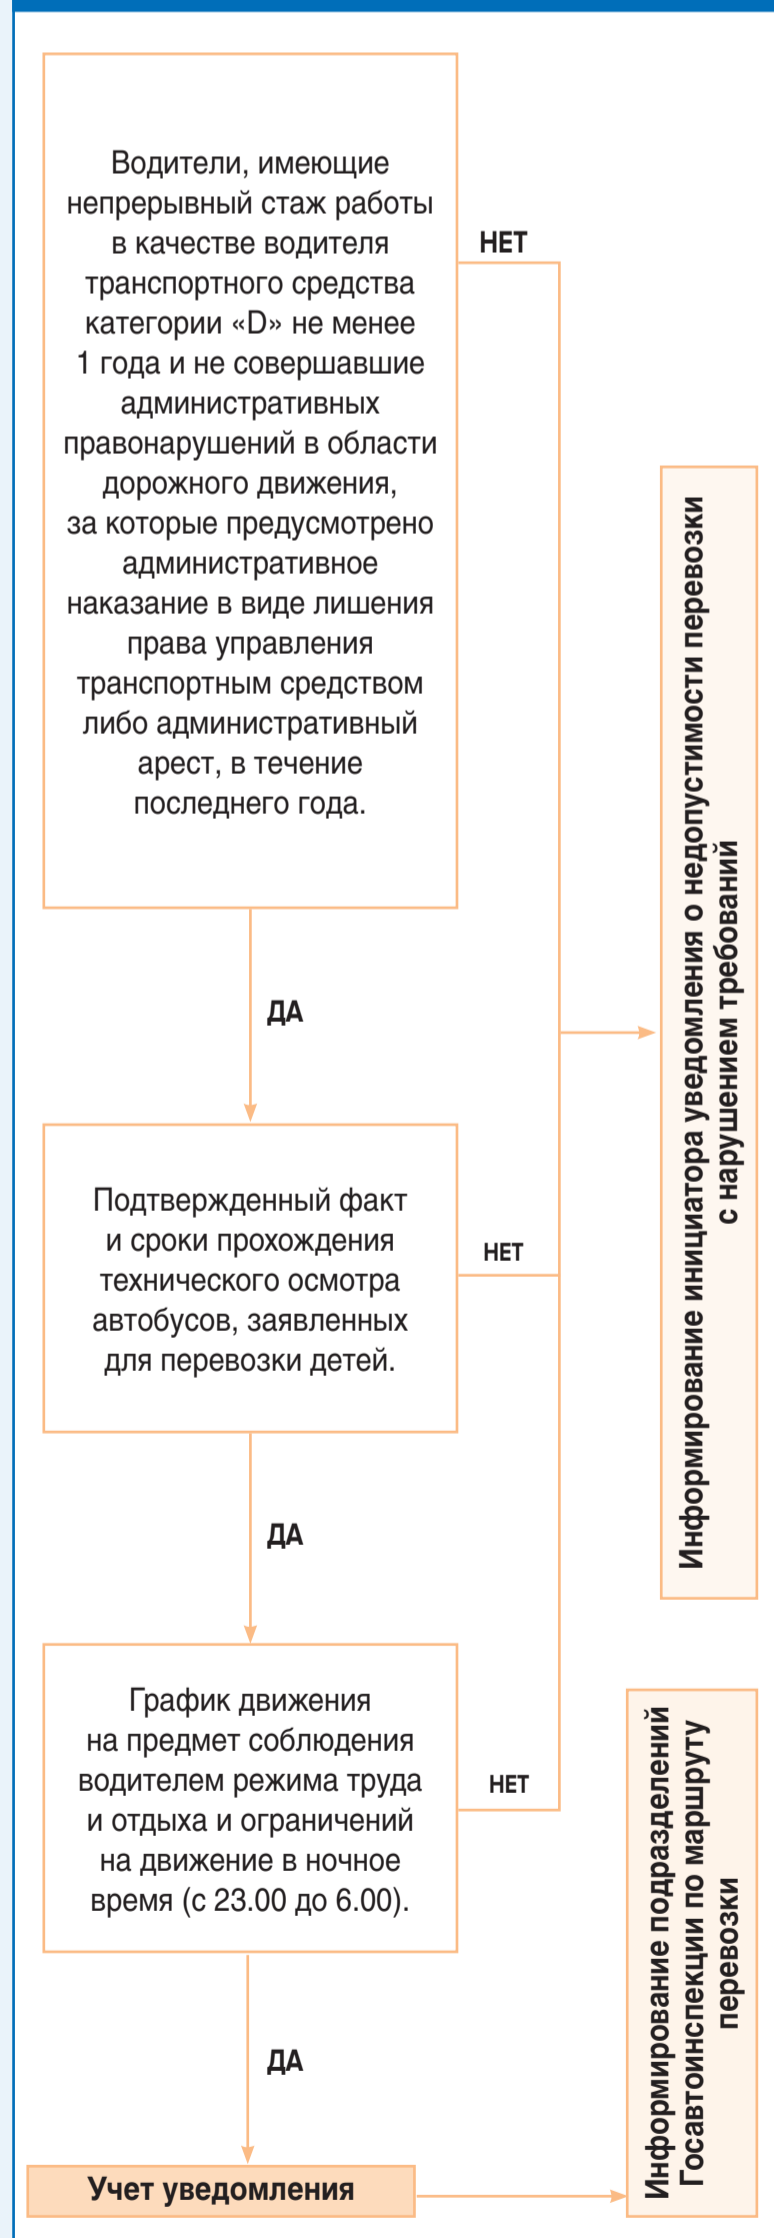 Водители, имеющие
непрерывный стаж работы
в качестве водителя
транспортного средства
категории «D» не менее
1 года и не совершавшие
административных
правонарушений в области
дорожного движения,
за которые предусмотрено
административное
наказание в виде лишения
права управления
транспортным средством
либо административный
арест, в течение
последнего года.
НЕТ
ДА
Подтвержденный факт
и сроки прохождения
технического осмотра
автобусов, заявленных
для перевозки детей.
НЕТ
Информирование инициатора уведомления о недопустимости перевозки
с нарушением требований
ДА
График движения
на предмет соблюдения
водителем режима труда
и отдыха и ограничений
на движение в ночное
время (с 23.00 до 6.00).
НЕТ
ДА
Учет уведомления
Информирование подразделений
Госавтоинспекции по маршруту
перевозки